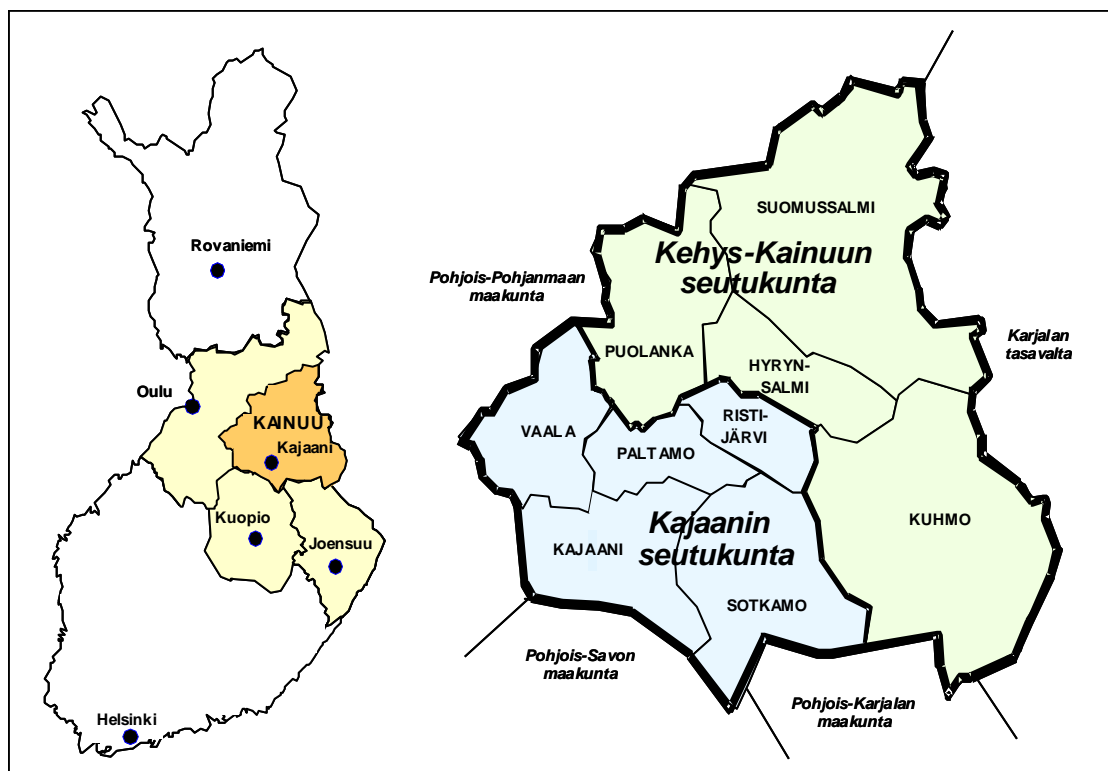 Rovaniemi
Oulu
KAINUU
Kajaani
Kuopio
Joensuu
Helsinki
SUOMUSSALMI
Kehys-Kainuun
seutukunta
Pohjois-Pohjanmaan
maakunta
Karjalan
tasavalta
PUOLANKA
HYRYN-
SALMI
RISTI-
JÄRVI
VAALA
PALTAMO
KUHMO
Kajaanin
seutukunta
KAJAANI
SOTKAMO
Pohjois-Savon
maakunta
Pohjois-Karjalan
maakunta